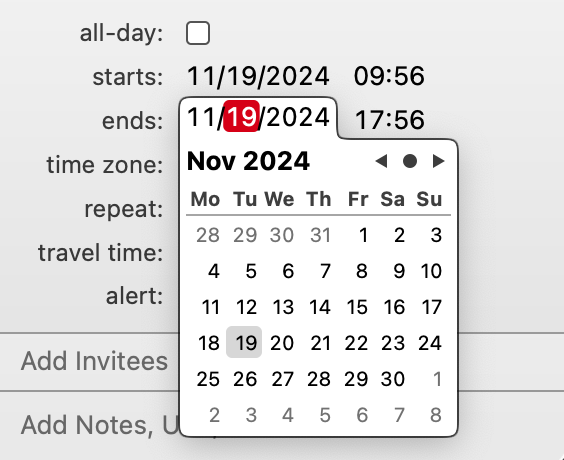 all-day:
starts: 11/19/2024 09:56
ends: 11/19/2024 17:56
time zone:
Nov 2024
repeat:
Mo Tu We Th Fr Sa Su
28 29 30 31 1 2 3
travel time:
4 5 6 7 8 9 10
alert:
11 12 13 14 15 16 17
18 19 20 21 22 23 24
Add Invitees
25 26 27 28 29 30 1
2 3 4 5 6 7 8
Add Notes,